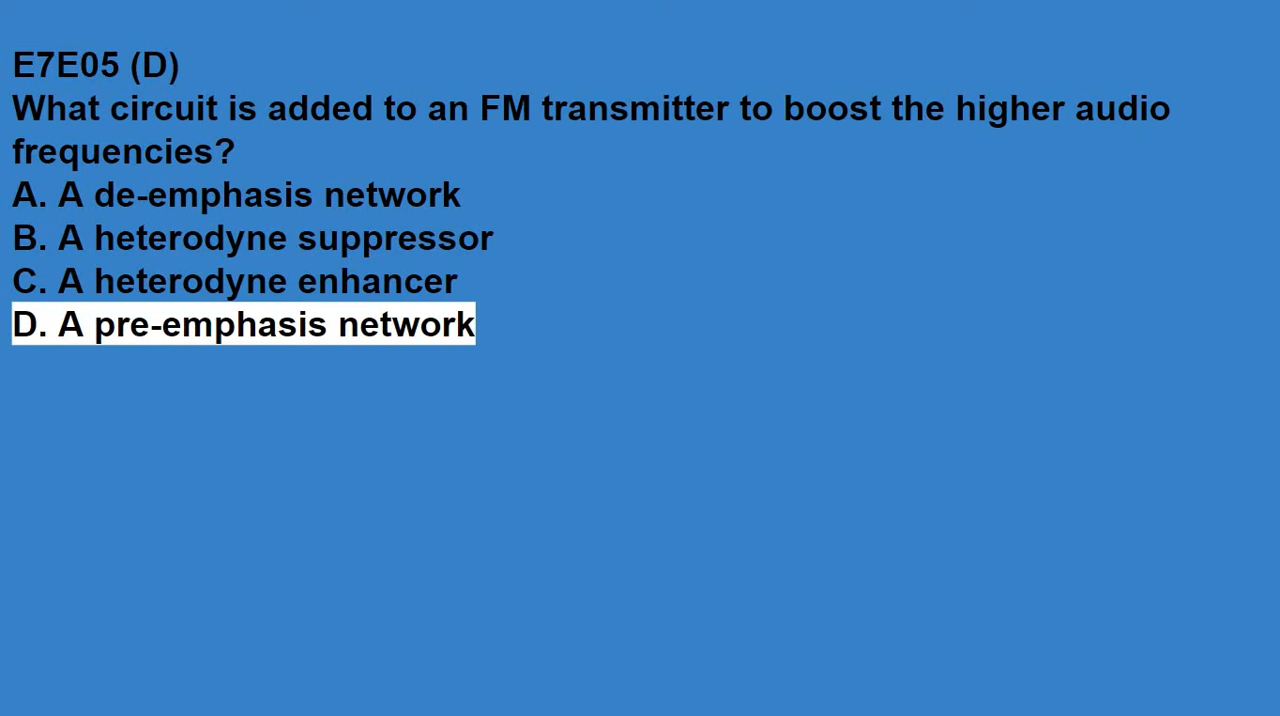 E7E05 (D)
What circuit is added to an FM transmitter to boost the higher audio
frequencies?
A. A de-emphasis network
B. A heterodyne suppressor
C. A heterodyne enhancer
D. A pre-emphasis network